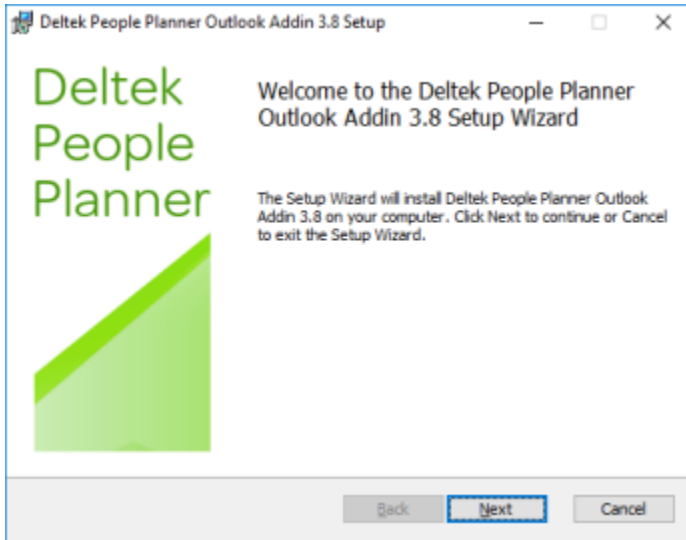 Deltek People Planner Outlook Addin 3.8 Setup
Deltek
People
Planner
Welcome to the Deltek People Planner
Outlook Addin 3.8 Setup Wizard
The Setup Wizard will install Deltek People Planner Outlook
Addin 3.8 on your computer. Click Next to continue or Cancel
to exit the Setup Wizard.
Back
Next
Cancel